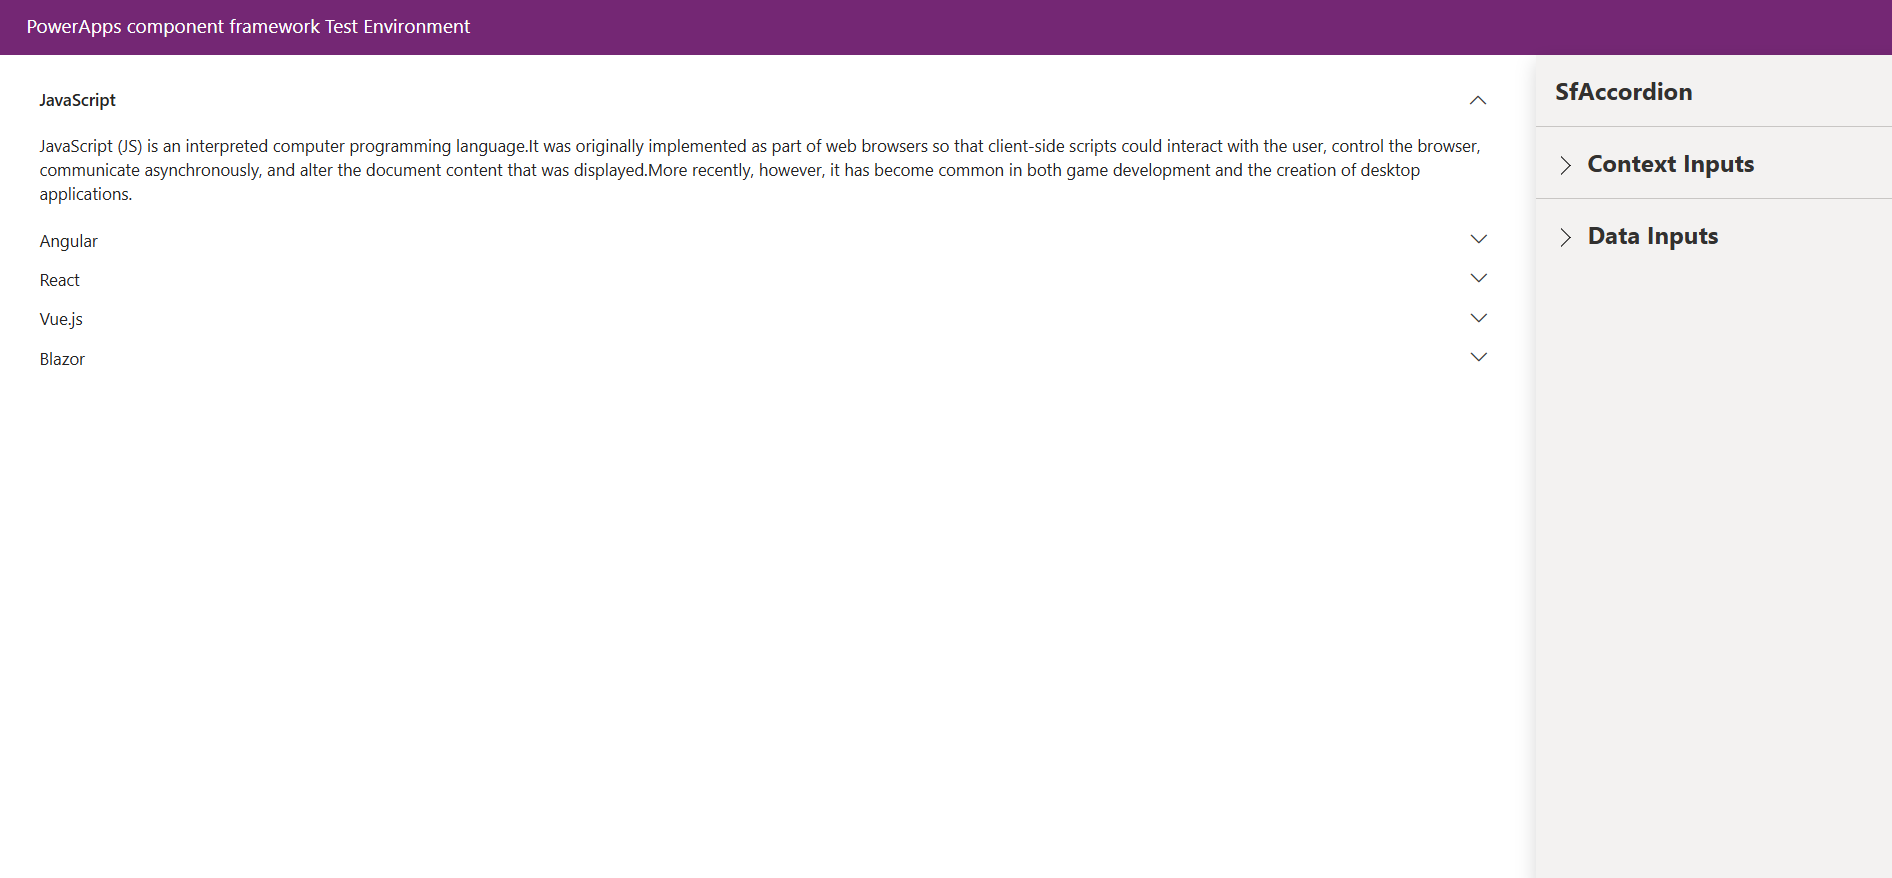 PowerApps component framework Test Environment
JavaScript
JavaScript (JS) is an interpreted computer programming language.It was originally implemented as part of web browsers so that client-side scripts could interact with the user, control the browser,
communicate asynchronously, and alter the document content that was displayed.More recently, however, it has become common in both game development and the creation of desktop
applications.
Angular
React
Vue.js
Blazor
SfAccordion
Context Inputs
Data Inputs